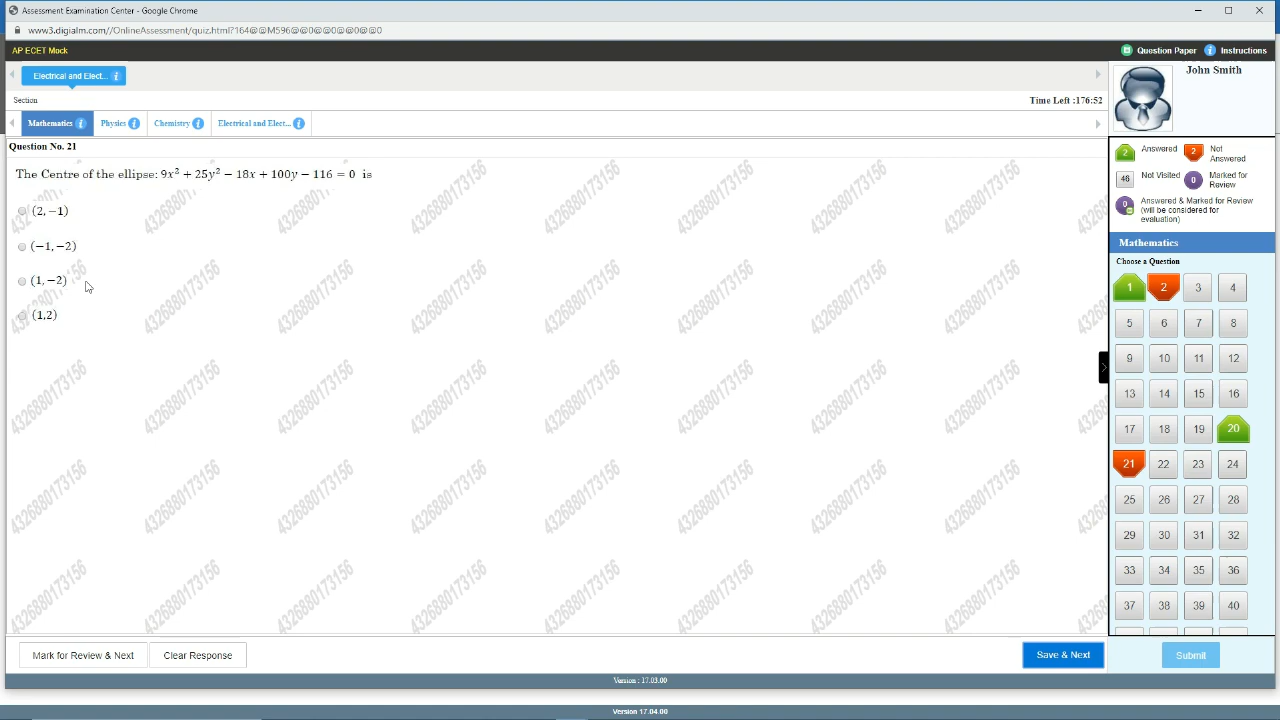 Assessment Examination Center - Google Chrome
www3.digialm.com//OnlineAssessment/quiz.html?164@@M596@@0@@0@@0@@0
AP ECET Mock
Question Paper
Instructions
Electrical and Elect...
John Smith
Section
Time Left :176:52
Mathematics
Physics
Chemistry
Electrical and Elect...
Question No. 21
The Centre of the ellipse: 9x² + 25y² − 18x + 100y − 116 = 0 is
(2, −1)
(−1, −2)
(1, −2)
(1,2)
4326880173156
2 Answered
2 Not Answered
46 Not Visited
0 Marked for Review
0 Answered & Marked for Review (will be considered for evaluation)
Mathematics
Choose a Question
1 2 3 4
5 6 7 8
9 10 11 12
13 14 15 16
17 18 19 20
21 22 23 24
25 26 27 28
29 30 31 32
33 34 35 36
37 38 39 40
Mark for Review & Next
Clear Response
Save & Next
Submit
Version : 17.03.00
Version 17.04.00